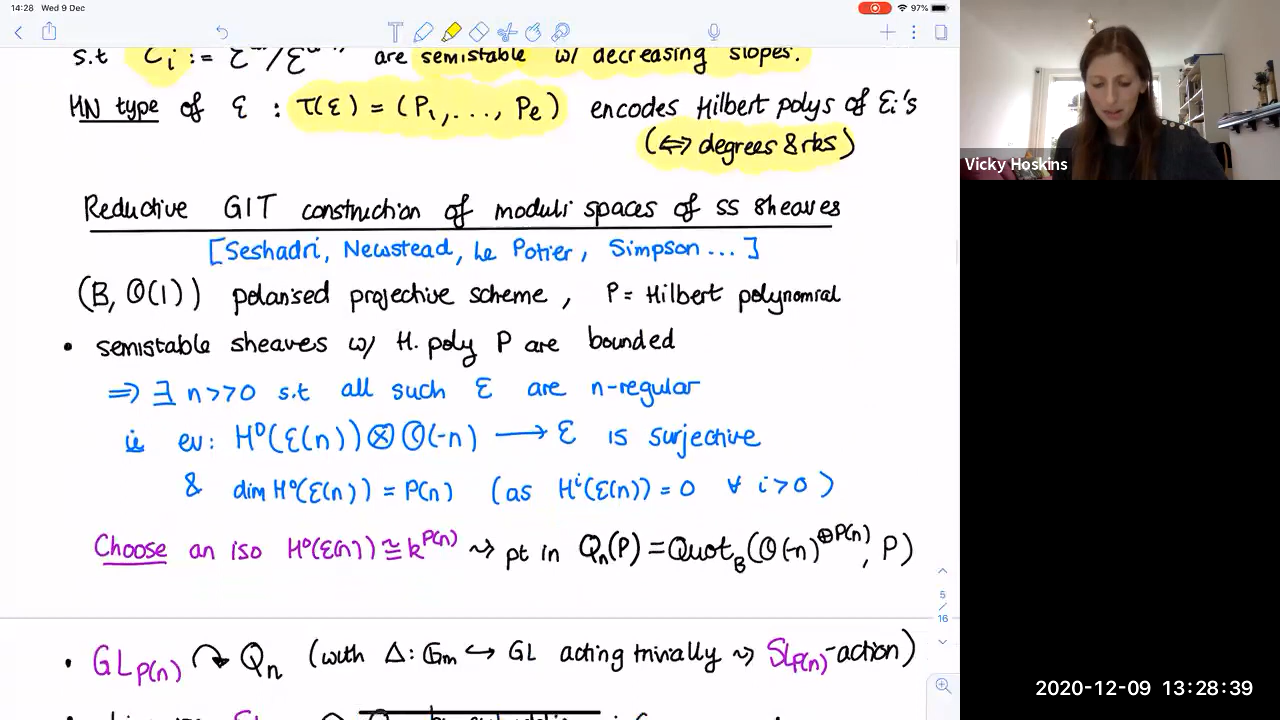 14:28 Wed 9 Dec
97%
s.t are semistable w/ decreasing slopes.
HN type of ε : τ(ε) = (P₁, ..., Pₑ) encodes Hilbert polys of εᵢ's
(⟺ degrees & rks)
Reductive GIT construction of moduli spaces of ss sheaves
[Seshadri, Newstead, Le Potier, Simpson ... ]
(B, O(1)) polarised projective scheme, P = Hilbert polynomial
• semistable sheaves w/ H. poly P are bounded
⟹ ∃ n>>0 s.t all such ε are n-regular
ie ev: H⁰(ε(n)) ⊗ O(-n) ⟶ ε is surjective
& dim H⁰(ε(n)) = P(n) (as Hⁱ(ε(n)) = 0 ∀ i>0 )
Choose an iso H⁰(ε(n)) ≅ k^P(n) ⇝ pt in Qₙ(P) = Quot_B(O(-n)^⊕P(n), P)
5
/
16
• GL_P(n) ↷ Qₙ (with Δ: 𝔾m ↪ GL acting trivially ⇝ SL_P(n)-action)
Vicky Hoskins
2020-12-09 13:28:39